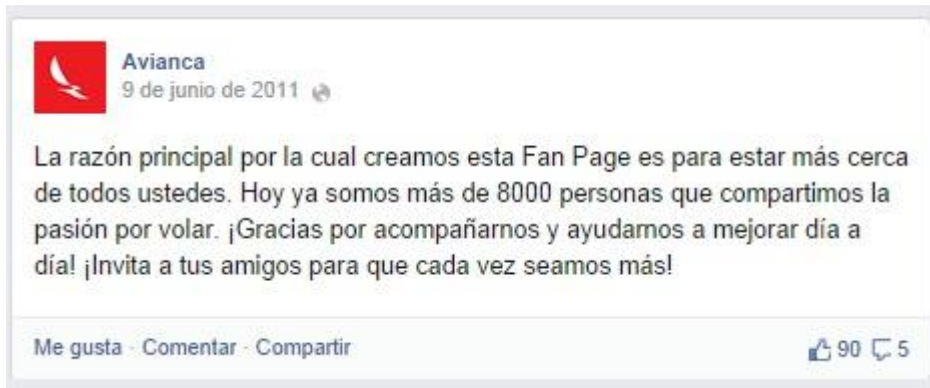 Avianca
9 de junio de 2011
La razón principal por la cual creamos esta Fan Page es para estar más cerca
de todos ustedes. Hoy ya somos más de 8000 personas que compartimos la
pasión por volar. ¡Gracias por acompañarnos y ayudarnos a mejorar día a
día! ¡Invita a tus amigos para que cada vez seamos más!
Me gusta · Comentar · Compartir 90 5